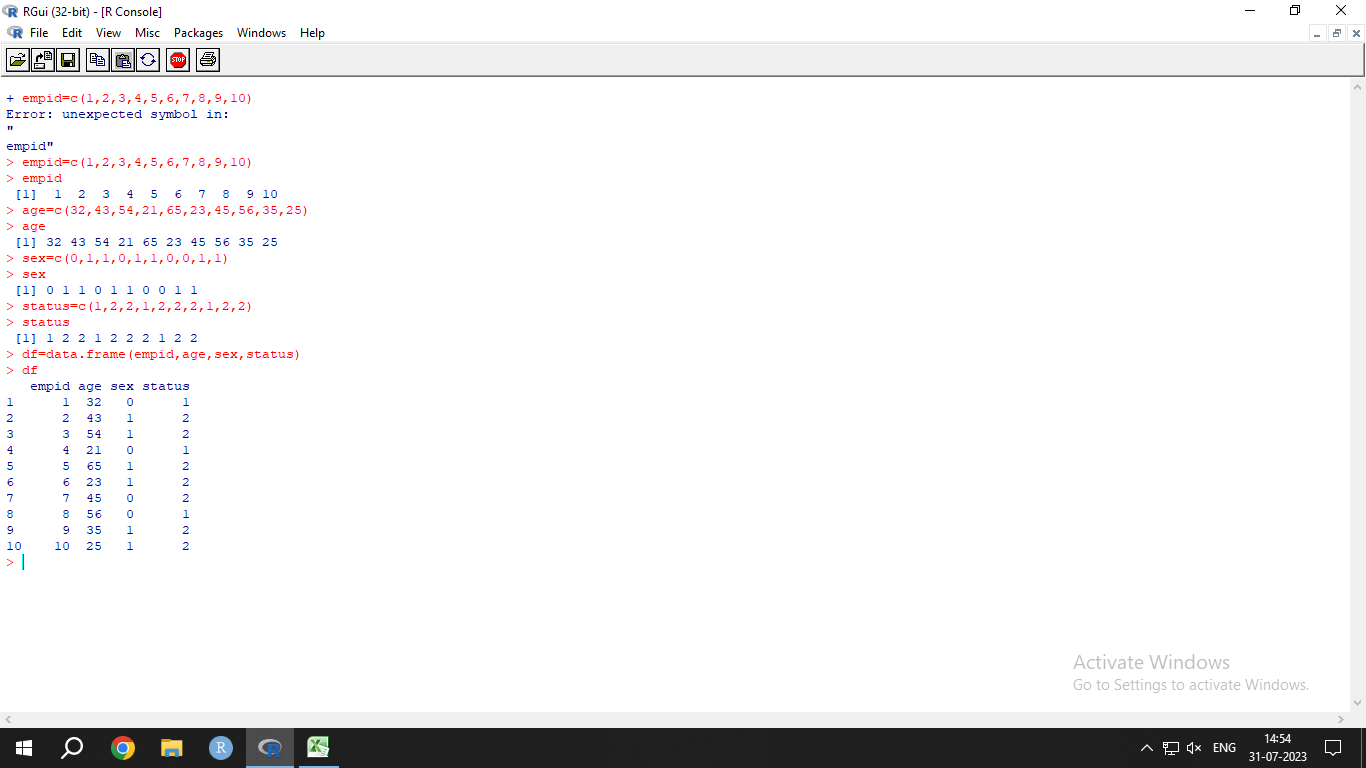 RGui (32-bit) - [R Console]
File Edit View Misc Packages Windows Help
STOP
+ empid=c(1,2,3,4,5,6,7,8,9,10)
Error: unexpected symbol in:
"
empid"
> empid=c(1,2,3,4,5,6,7,8,9,10)
> empid
 [1]  1  2  3  4  5  6  7  8  9 10
> age=c(32,43,54,21,65,23,45,56,35,25)
> age
 [1] 32 43 54 21 65 23 45 56 35 25
> sex=c(0,1,1,0,1,1,0,0,1,1)
> sex
 [1] 0 1 1 0 1 1 0 0 1 1
> status=c(1,2,2,1,2,2,2,1,2,2)
> status
 [1] 1 2 2 1 2 2 2 1 2 2
> df=data.frame(empid,age,sex,status)
> df
   empid age sex status
1      1  32   0      1
2      2  43   1      2
3      3  54   1      2
4      4  21   0      1
5      5  65   1      2
6      6  23   1      2
7      7  45   0      2
8      8  56   0      1
9      9  35   1      2
10    10  25   1      2
>
Activate Windows
Go to Settings to activate Windows.
ENG
14:54
31-07-2023